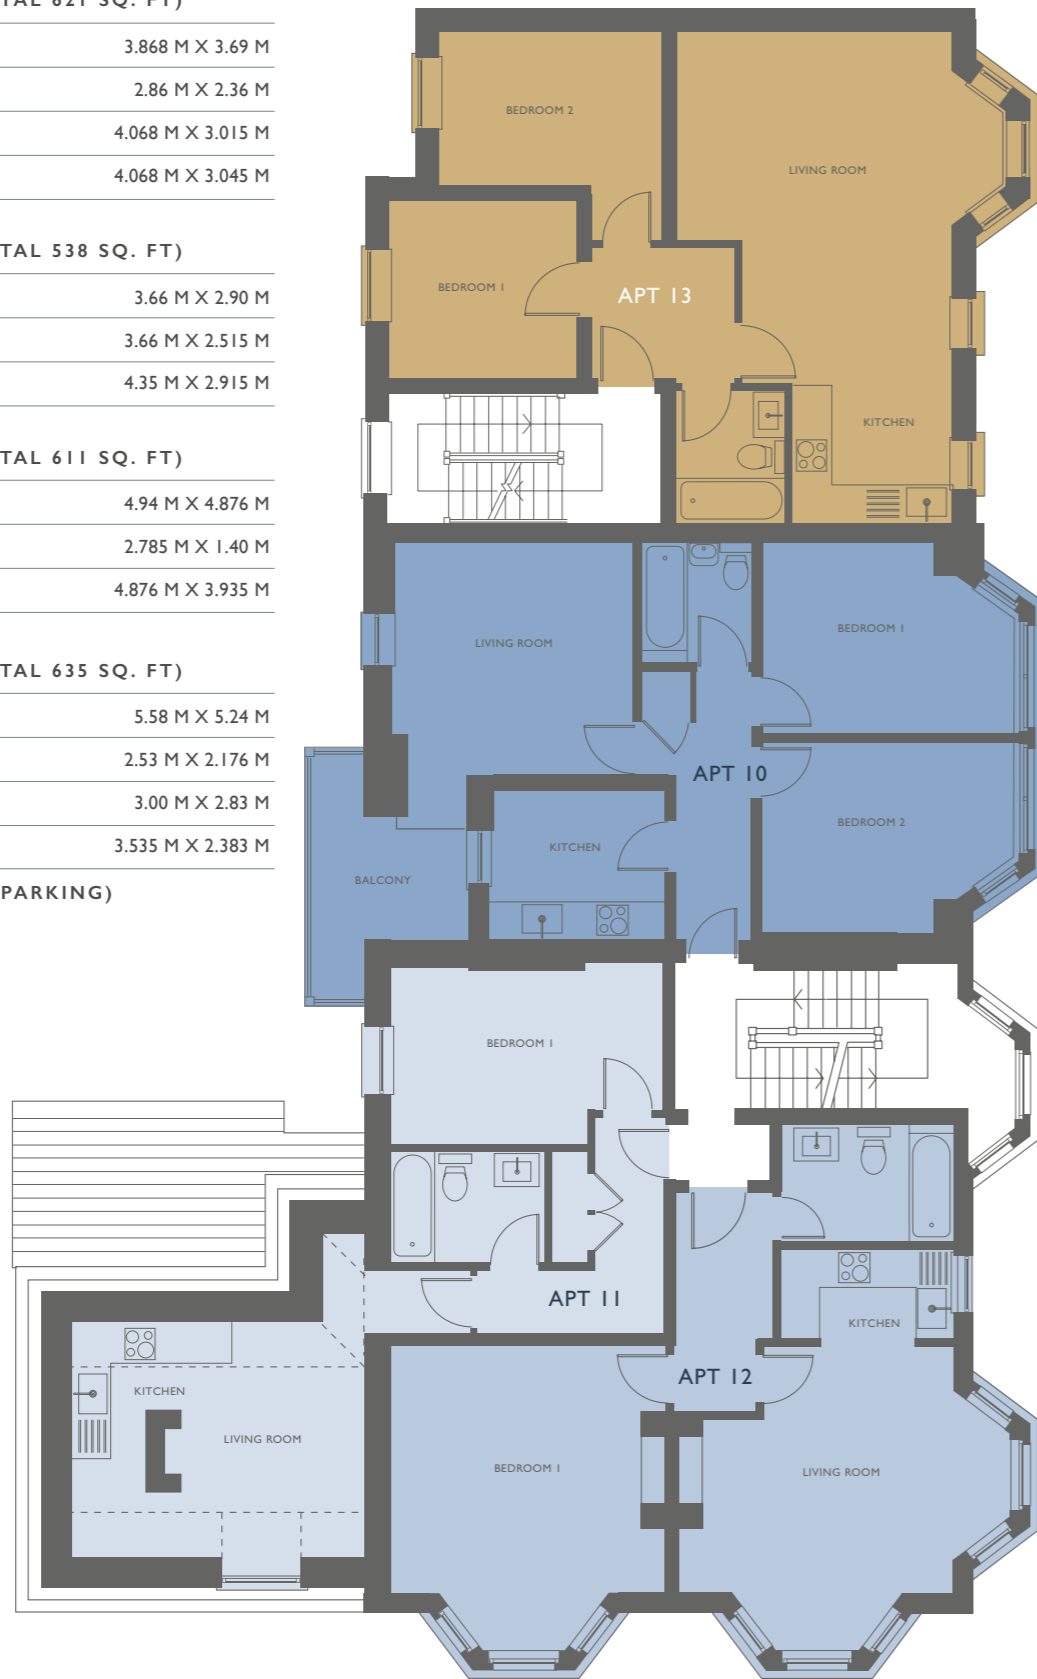 TAL 621 SQ. FT)
3.868 M X 3.69 M
2.86 M X 2.36 M
4.068 M X 3.015 M
4.068 M X 3.045 M
TAL 538 SQ. FT)
3.66 M X 2.90 M
3.66 M X 2.515 M
4.35 M X 2.915 M
TAL 611 SQ. FT)
4.94 M X 4.876 M
2.785 M X 1.40 M
4.876 M X 3.935 M
TAL 635 SQ. FT)
5.58 M X 5.24 M
2.53 M X 2.176 M
3.00 M X 2.83 M
3.535 M X 2.383 M
PARKING)
BEDROOM 2
LIVING ROOM
BEDROOM 1
APT 13
KITCHEN
LIVING ROOM
BEDROOM 1
APT 10
BEDROOM 2
KITCHEN
BALCONY
BEDROOM 1
APT 11
KITCHEN
APT 12
KITCHEN
LIVING ROOM
BEDROOM 1
LIVING ROOM